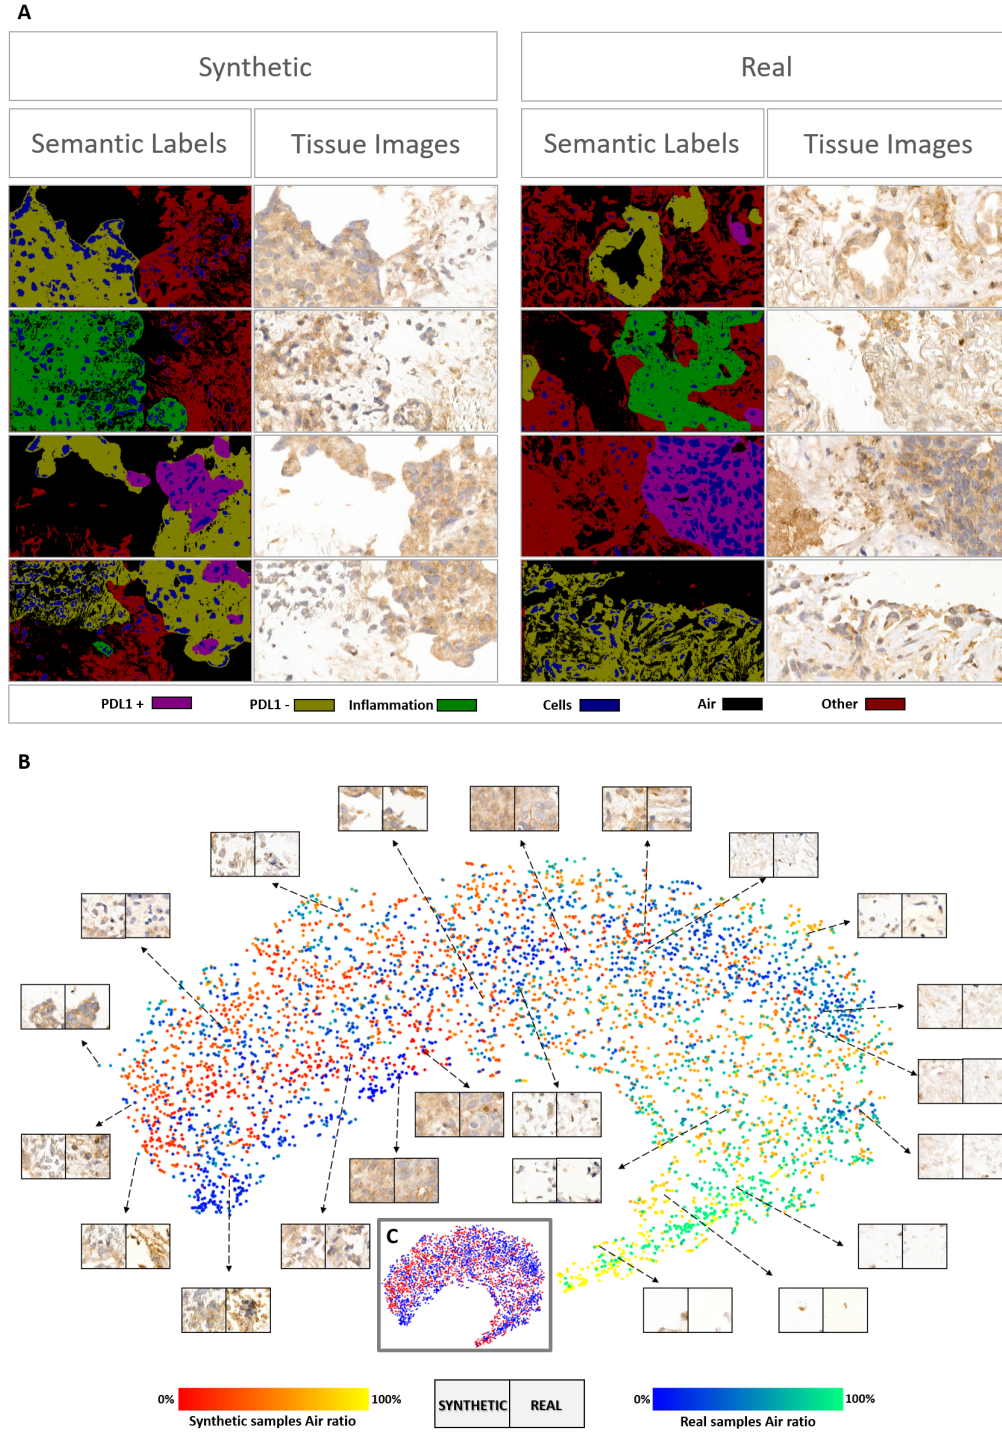 A
Synthetic
Real
Semantic Labels
Tissue Images
Semantic Labels
Tissue Images
PDL1 +
PDL1 -
Inflammation
Cells
Air
Other
B
C
0%
100%
Synthetic samples Air ratio
SYNTHETIC
REAL
0%
100%
Real samples Air ratio